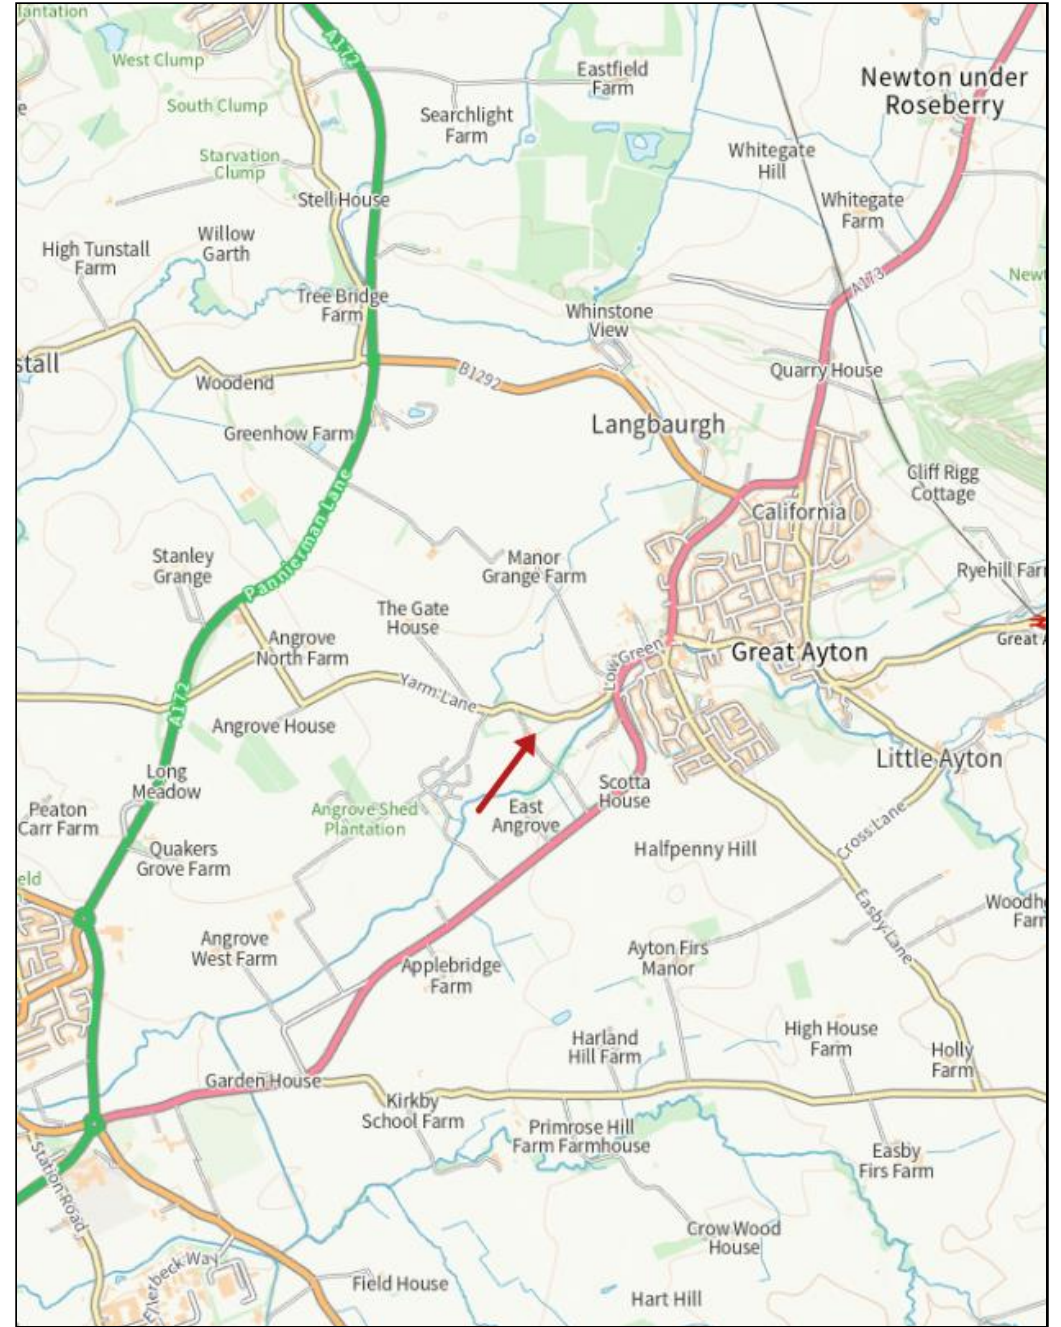 lantation
A172
West Clump
Eastfield
Farm
Newton under
Roseberry
South Clump
Searchlight
Farm
Starvation
Clump
Whitegate
Hill
Stell House
Whitegate
Farm
Willow
Garth
High Tunstall
Farm
A173
Newt
Tree Bridge
Farm
Whinstone
View
stall
Woodend
B1292
Quarry House
Greenhow Farm
Langbaurgh
Cliff Rigg
Cottage
California
Pannierman Lane
Stanley
Grange
Manor
Grange Farm
Ryehill Farm
The Gate
House
Great A
Angrove
North Farm
Low Green
Great Ayton
Yarm Lane
A172
Angrove House
Long
Meadow
Little Ayton
Scotta
House
Peaton
Carr Farm
Angrove Shed
Plantation
East
Angrove
Cross Lane
Quakers
Grove Farm
Halfpenny Hill
eld
Easby Lane
Woodh
Farm
Angrove
West Farm
Ayton Firs
Manor
Applebridge
Farm
Harland
Hill Farm
High House
Farm
Holly
Farm
Garden House
Kirkby
School Farm
Primrose Hill
Farm Farmhouse
Easby
Firs Farm
Station Road
Crow Wood
House
Field House
Hart Hill